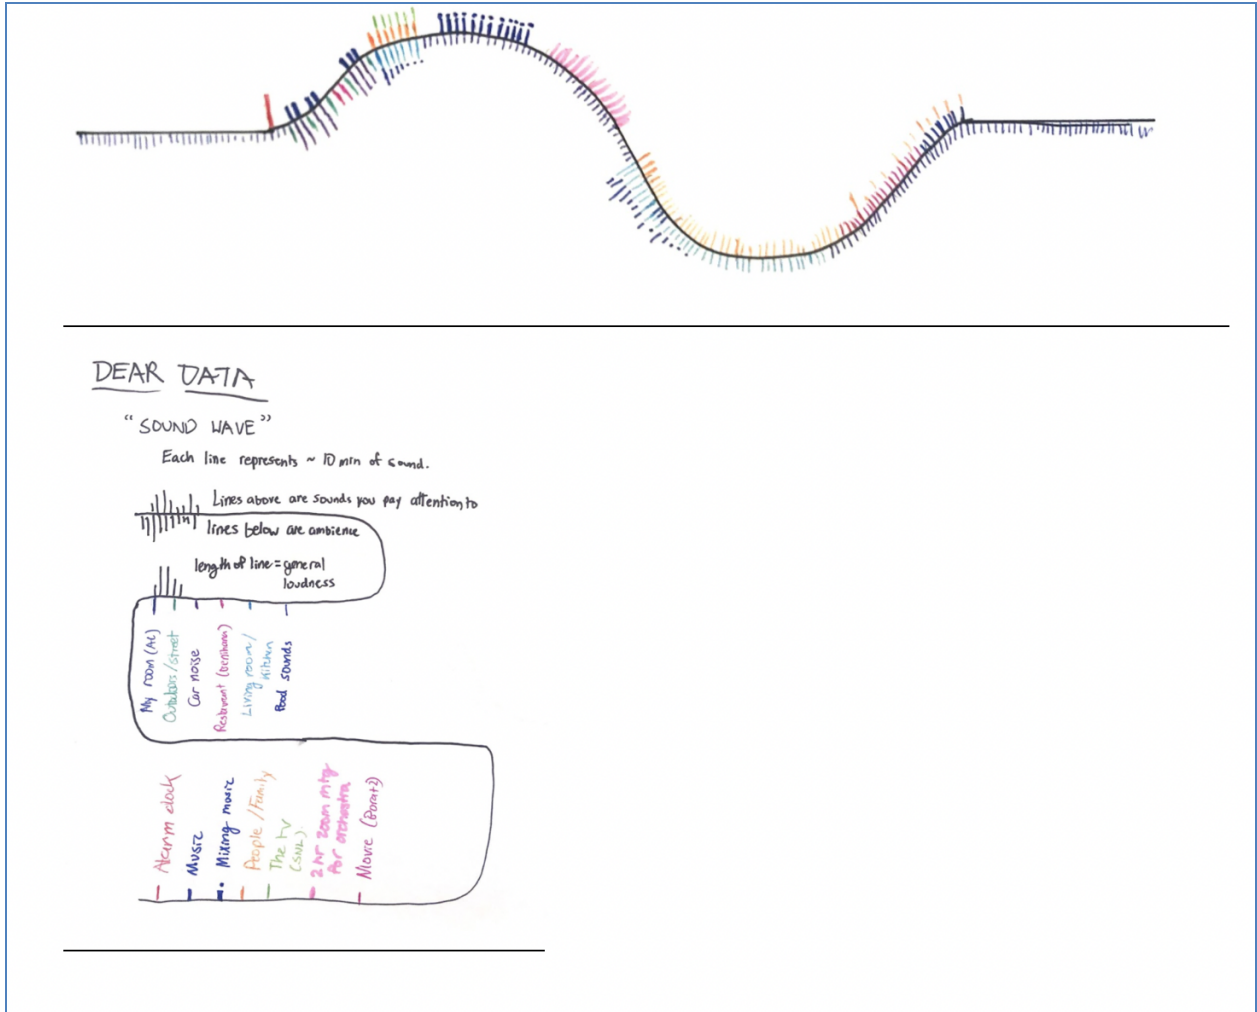 DEAR DATA
"SOUND WAVE"
Each line represents ~ 10 min of sound.
Lines above are sounds you pay attention to
lines below are ambience
length of line = general
loudness
My room (AC)
Outdoors/street
Car noise
Living room/
Kitchen
Food sounds
Alarm clock
Music
Mixing music
People/Family
The TV
(SNL)
2 hr zoom mtg
for orchestra
Movie (Borat 2)